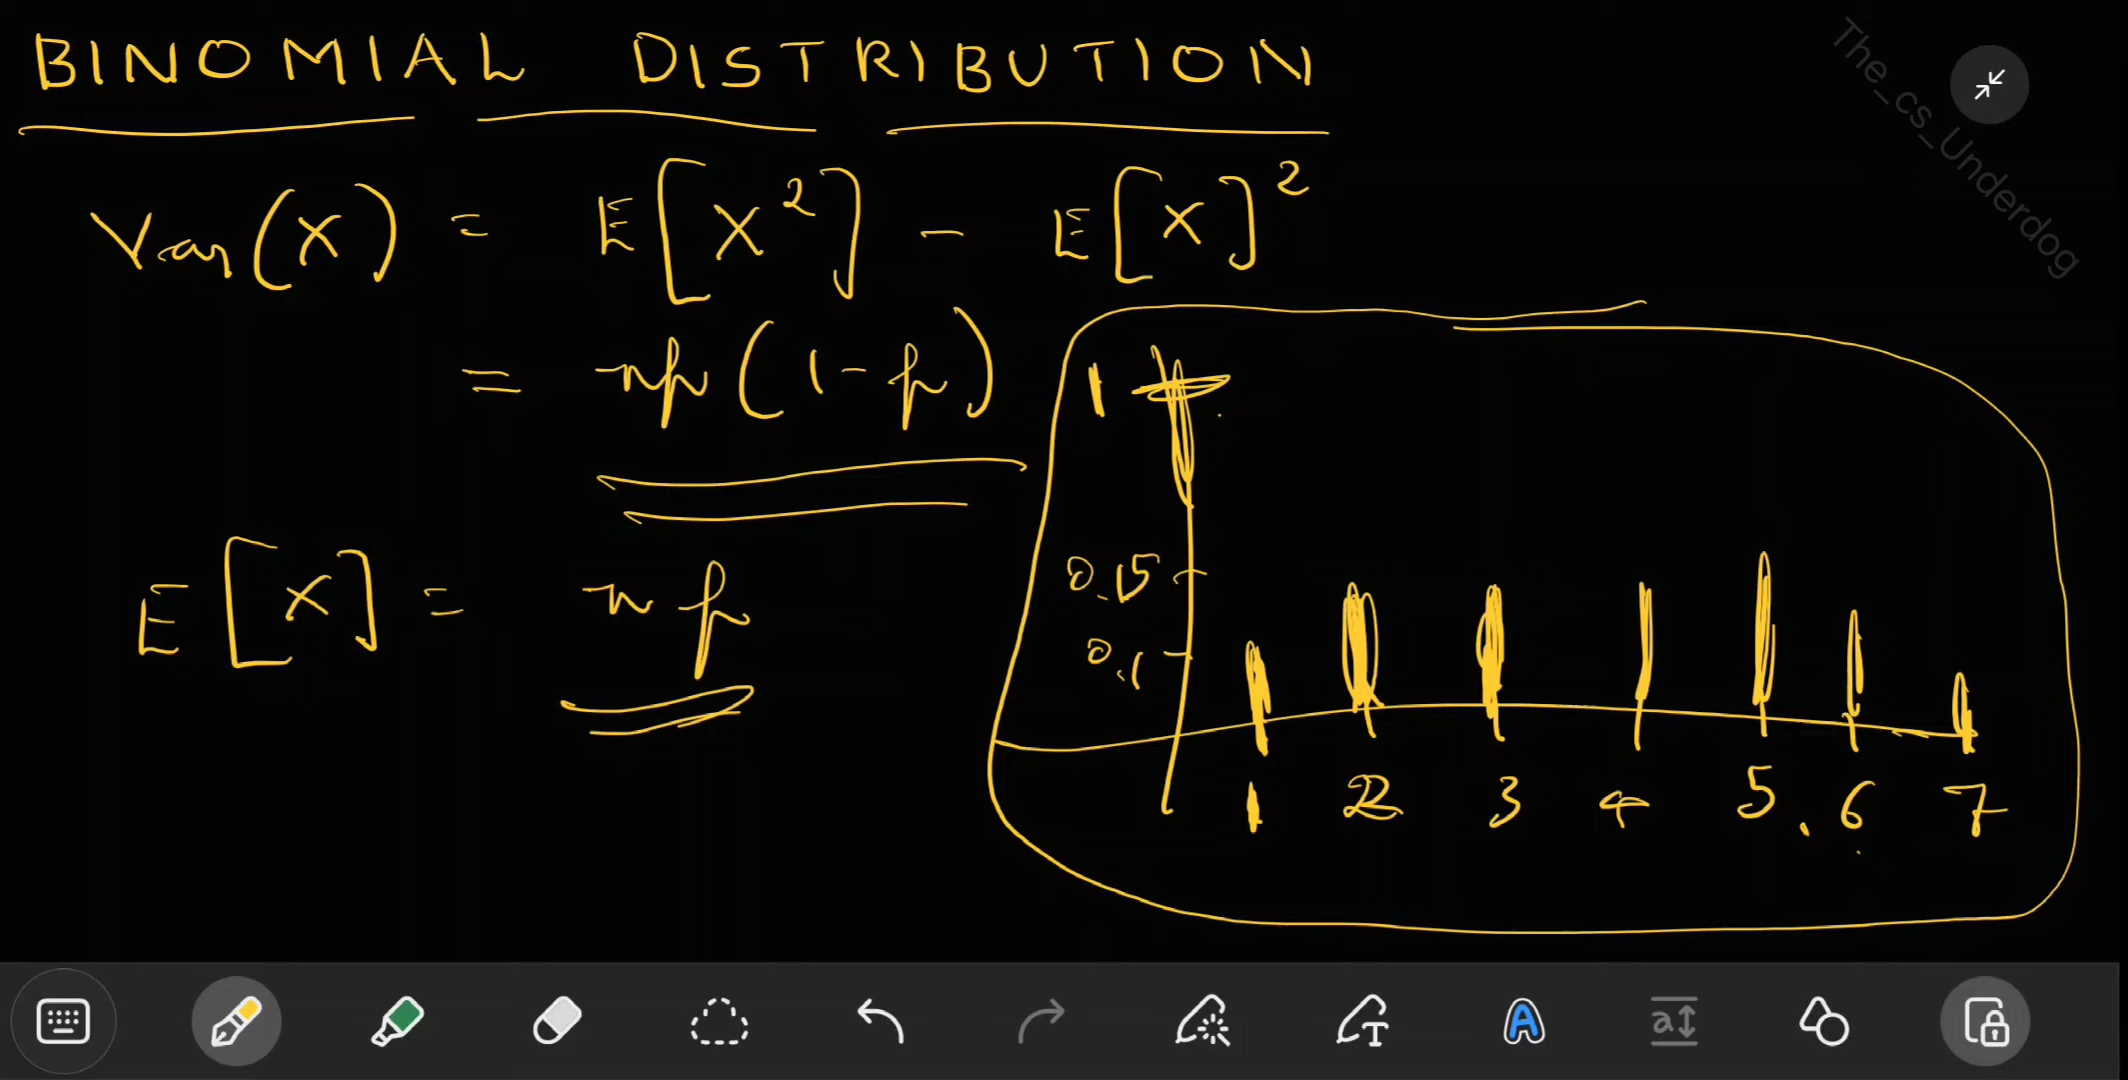 BINOMIAL DISTRIBUTION
The_cs_Underdog
Var(X) = E[X²] - E[X]²
= np(1-p)
E[X] = np
1
0.15
0.1
1 2 3 4 5 6 7
T
A
a